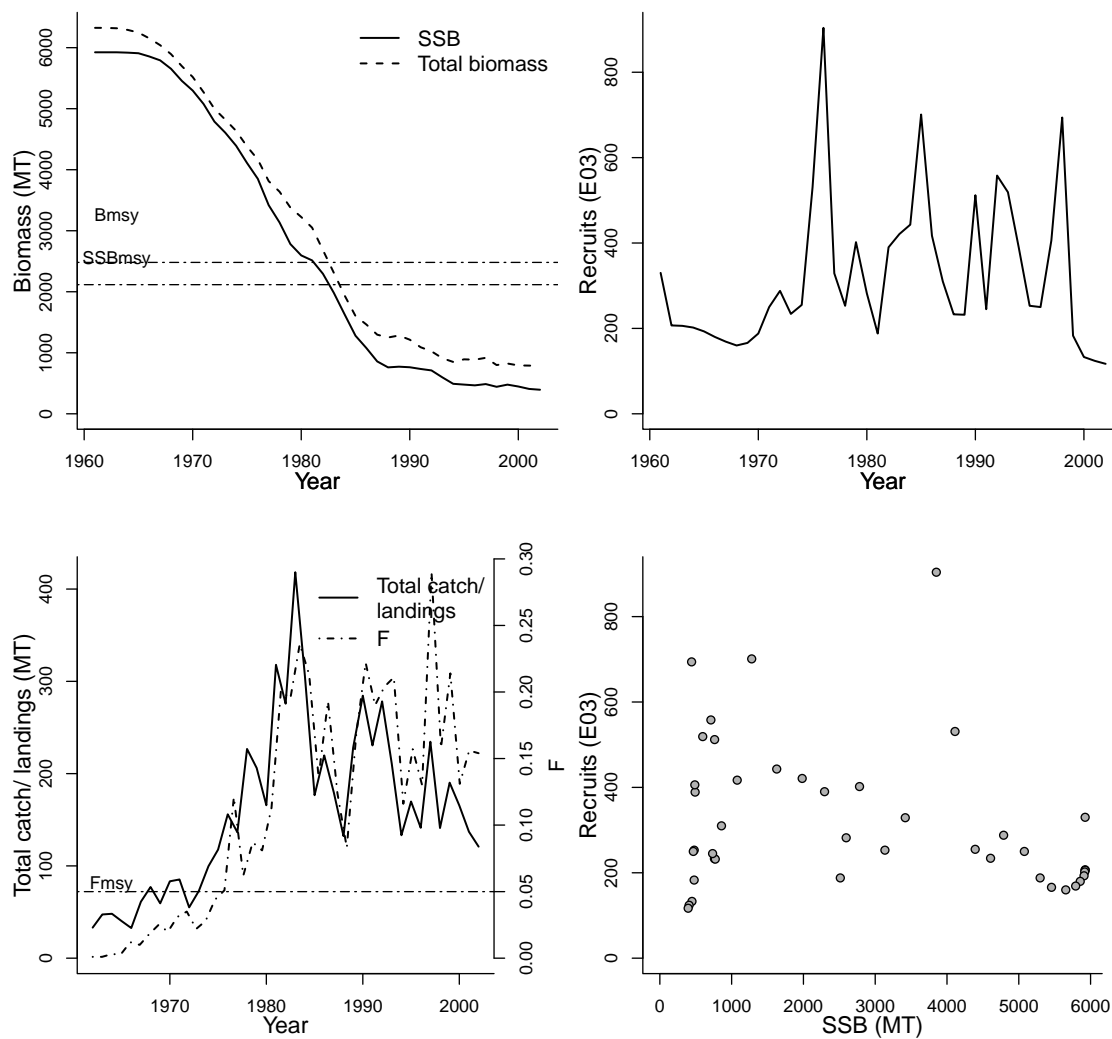 SSB
Total biomass
Bmsy
SSBmsy
Biomass (MT)
0
1000
2000
3000
4000
5000
6000
1960
1970
1980
1990
2000
Year
Recruits (E03)
0
200
400
600
800
1960
1970
1980
1990
2000
Year
Total catch/
landings
F
Fmsy
Total catch/ landings (MT)
0
100
200
300
400
F
0.00
0.05
0.10
0.15
0.20
0.25
0.30
1970
1980
1990
2000
Year
Recruits (E03)
0
200
400
600
800
0
1000
2000
3000
4000
5000
6000
SSB (MT)